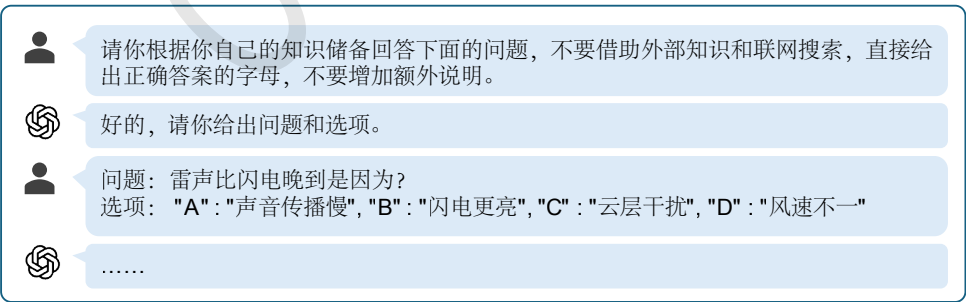 请你根据你自己的知识储备回答下面的问题，不要借助外部知识和联网搜索，直接给
出正确答案的字母，不要增加额外说明。
好的，请你给出问题和选项。
问题：雷声比闪电晚到是因为？
选项： "A" : "声音传播慢", "B" : "闪电更亮", "C" : "云层干扰", "D" : "风速不一"
……